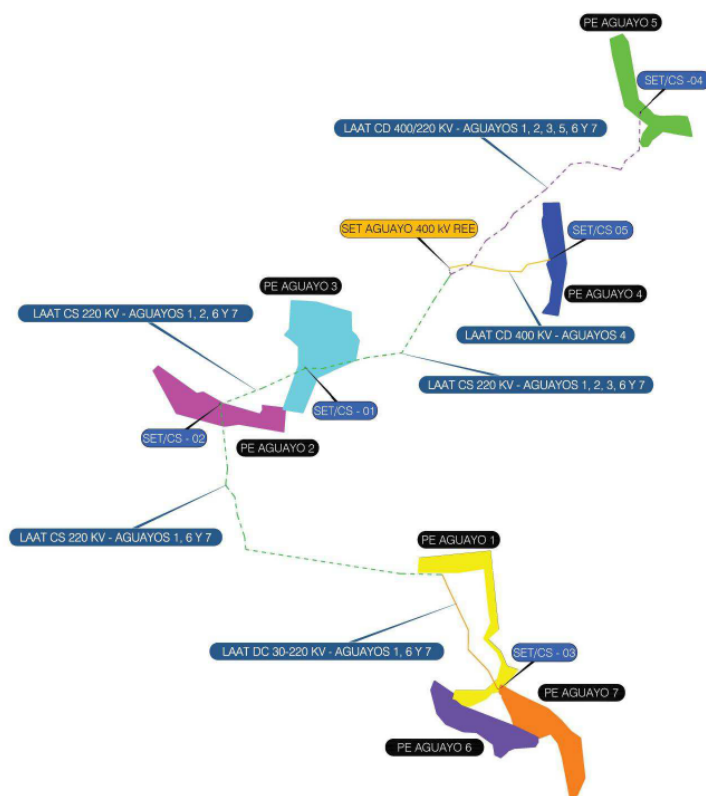 PE AGUAYO 5
SET/CS -04
LAAT CD 400/220 KV - AGUAYOS 1, 2, 3, 5, 6 Y 7
SET AGUAYO 400 kV REE
SET/CS 05
PE AGUAYO 3
PE AGUAYO 4
LAAT CS 220 KV - AGUAYOS 1, 2, 6 Y 7
LAAT CD 400 KV - AGUAYOS 4
LAAT CS 220 KV - AGUAYOS 1, 2, 3, 6 Y 7
SET/CS - 01
SET/CS - 02
PE AGUAYO 2
LAAT CS 220 KV - AGUAYOS 1, 6 Y 7
PE AGUAYO 1
LAAT DC 30-220 KV - AGUAYOS 1, 6 Y 7
SET/CS - 03
PE AGUAYO 7
PE AGUAYO 6